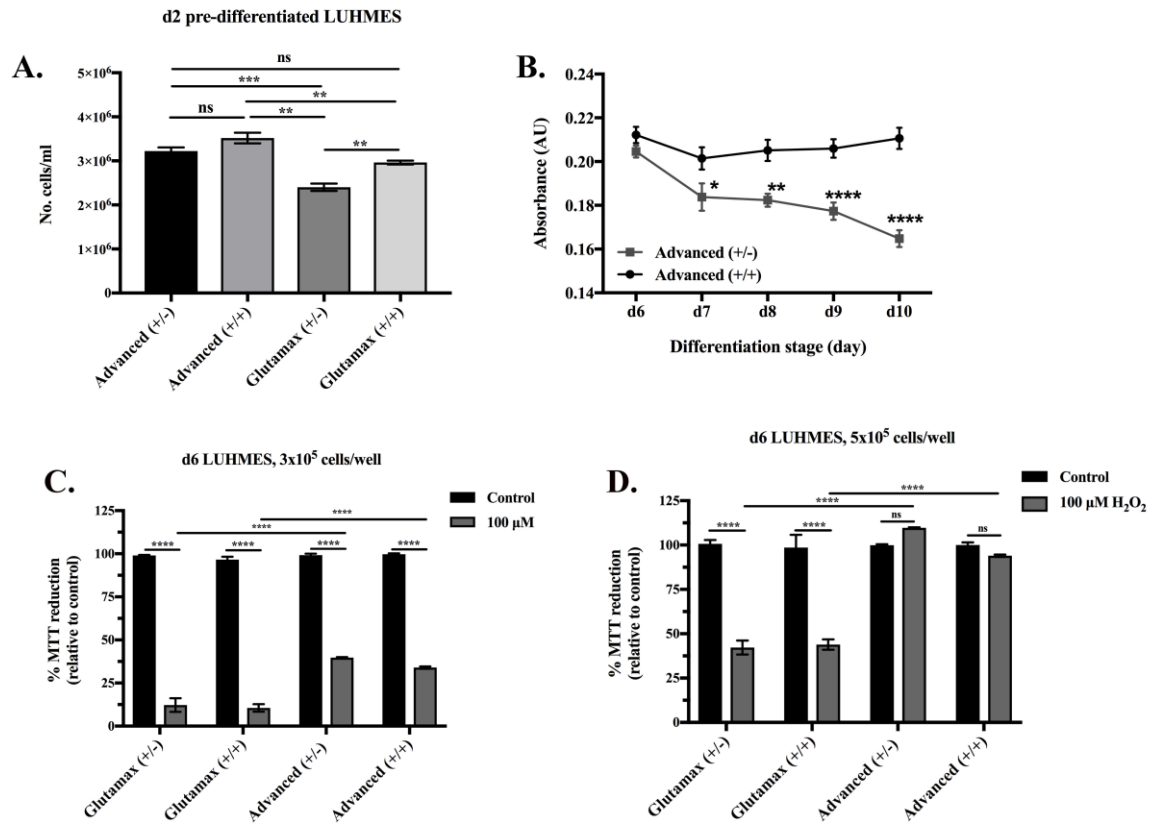 d2 pre-differentiated LUHMES
A.
ns
***
**
ns
**
**
5×10⁶
4×10⁶
3×10⁶
2×10⁶
1×10⁶
0
No. cells/ml
Advanced (+/-)
Advanced (+/+)
Glutamax (+/-)
Glutamax (+/+)
B.
0.24
0.22
0.20
0.18
0.16
0.14
Absorbance (AU)
*
**
****
****
Advanced (+/-)
Advanced (+/+)
d6 d7 d8 d9 d10
Differentiation stage (day)
d6 LUHMES, 3x10⁵ cells/well
C.
Control
100 µM
****
****
**** **** **** ****
125
100
75
50
25
0
% MTT reduction
(relative to control)
Glutamax (+/-)
Glutamax (+/+)
Advanced (+/-)
Advanced (+/+)
d6 LUHMES, 5x10⁵ cells/well
D.
Control
100 µM H₂O₂
****
****
**** **** ns ns
125
100
75
50
25
0
% MTT reduction
(relative to control)
Glutamax (+/-)
Glutamax (+/+)
Advanced (+/-)
Advanced (+/+)